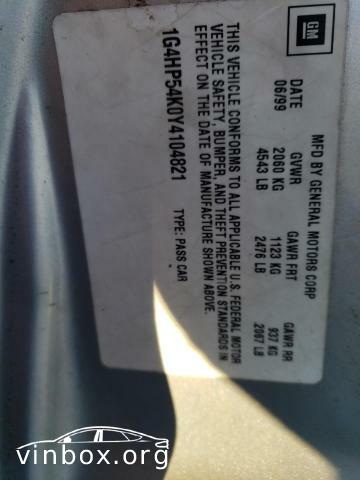 GM
MFD BY GENERAL MOTORS CORP
DATE GVWR GAWR FRT GAWR RR
06/99 2060 KG 1123 KG 937 KG
4543 LB 2476 LB 2067 LB
THIS VEHICLE CONFORMS TO ALL APPLICABLE U.S. FEDERAL MOTOR
VEHICLE SAFETY, BUMPER, AND THEFT PREVENTION STANDARDS IN
EFFECT ON THE DATE OF MANUFACTURE SHOWN ABOVE.
1G4HP54K0Y4104821 TYPE: PASS CAR
vinbox.org